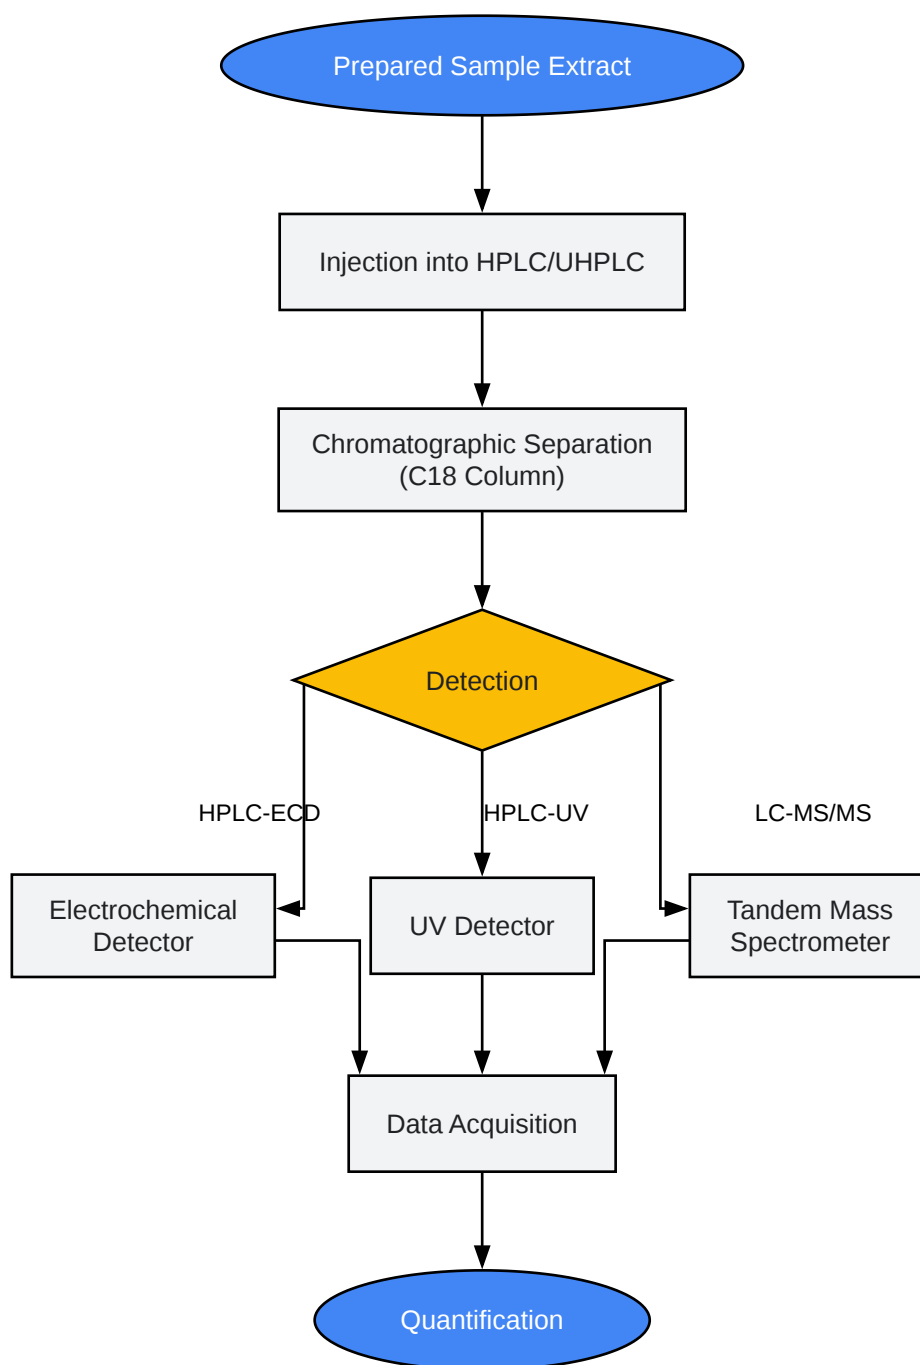 Prepared Sample Extract
Injection into HPLC/UHPLC
Chromatographic Separation
(C18 Column)
Detection
HPLC-ECD
HPLC-UV
LC-MS/MS
Electrochemical
Detector
UV Detector
Tandem Mass
Spectrometer
Data Acquisition
Quantification